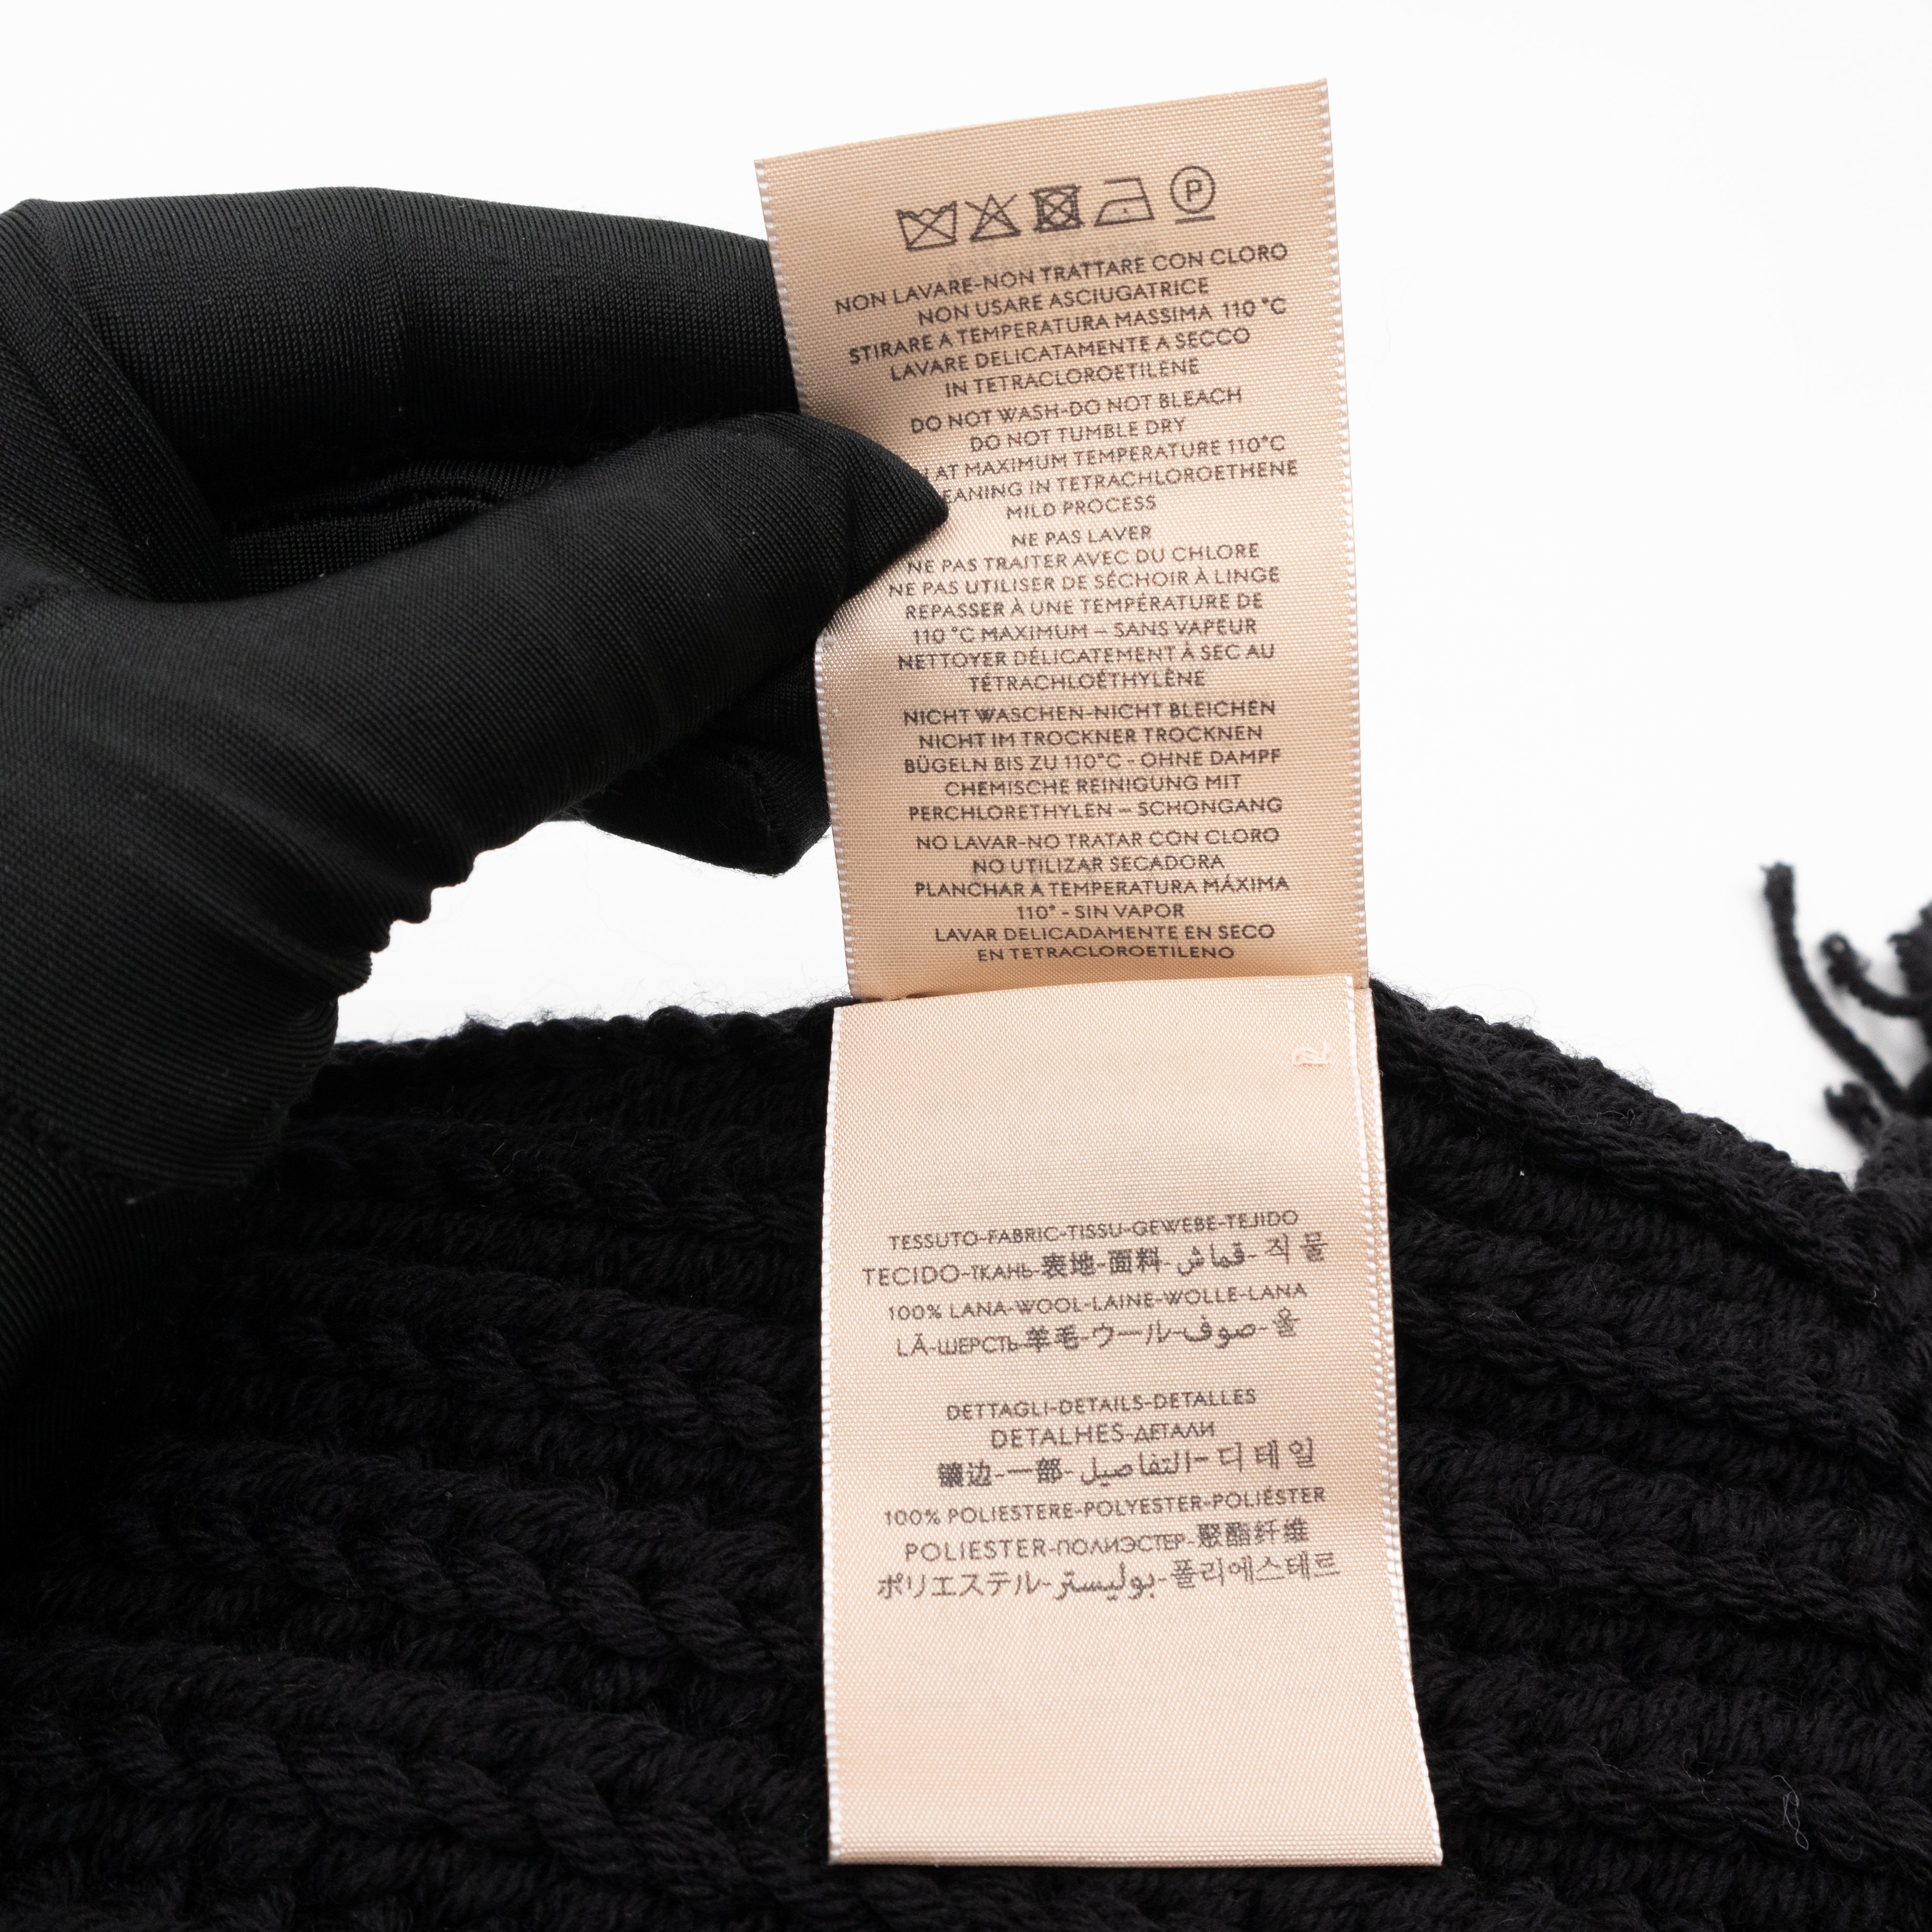 P
NON LAVARE-NON TRATTARE CON CLORO
NON USARE ASCIUGATRICE
STIRARE A TEMPERATURA MASSIMA 110 °C
LAVARE DELICATAMENTE A SECCO
IN TETRACLOROETILENE
DO NOT WASH-DO NOT BLEACH
DO NOT TUMBLE DRY
AT MAXIMUM TEMPERATURE 110°C
EANING IN TETRACHLOROETHENE
MILD PROCESS
NE PAS LAVER
NE PAS TRAITER AVEC DU CHLORE
NE PAS UTILISER DE SÉCHOIR À LINGE
REPASSER À UNE TEMPÉRATURE DE
110 °C MAXIMUM – SANS VAPEUR
NETTOYER DÉLICATEMENT À SEC AU
TÉTRACHLOÉTHYLÈNE
NICHT WASCHEN-NICHT BLEICHEN
NICHT IM TROCKNER TROCKNEN
BÜGELN BIS ZU 110°C - OHNE DAMPF
CHEMISCHE REINIGUNG MIT
PERCHLORETHYLEN – SCHONGANG
NO LAVAR-NO TRATAR CON CLORO
NO UTILIZAR SECADORA
PLANCHAR A TEMPERATURA MÁXIMA
110° - SIN VAPOR
LAVAR DELICADAMENTE EN SECO
EN TETRACLOROETILENO
TESSUTO-FABRIC-TISSU-GEWEBE-TEJIDO
TECIDO-ТКАНЬ-表地-面料-قماش-직물
100% LANA-WOOL-LAINE-WOLLE-LANA
LÃ-ШЕРСТЬ-羊毛-ウール-صوف-울
DETTAGLI-DETAILS-DETALLES
DETALHES-ДЕТАЛИ
镶边-一部-التفاصيل-디테일
100% POLIESTERE-POLYESTER-POLIÉSTER
POLIESTER-ПОЛИЭСТЕР-聚酯纤维
ポリエステル-بوليستر-폴리에스테르